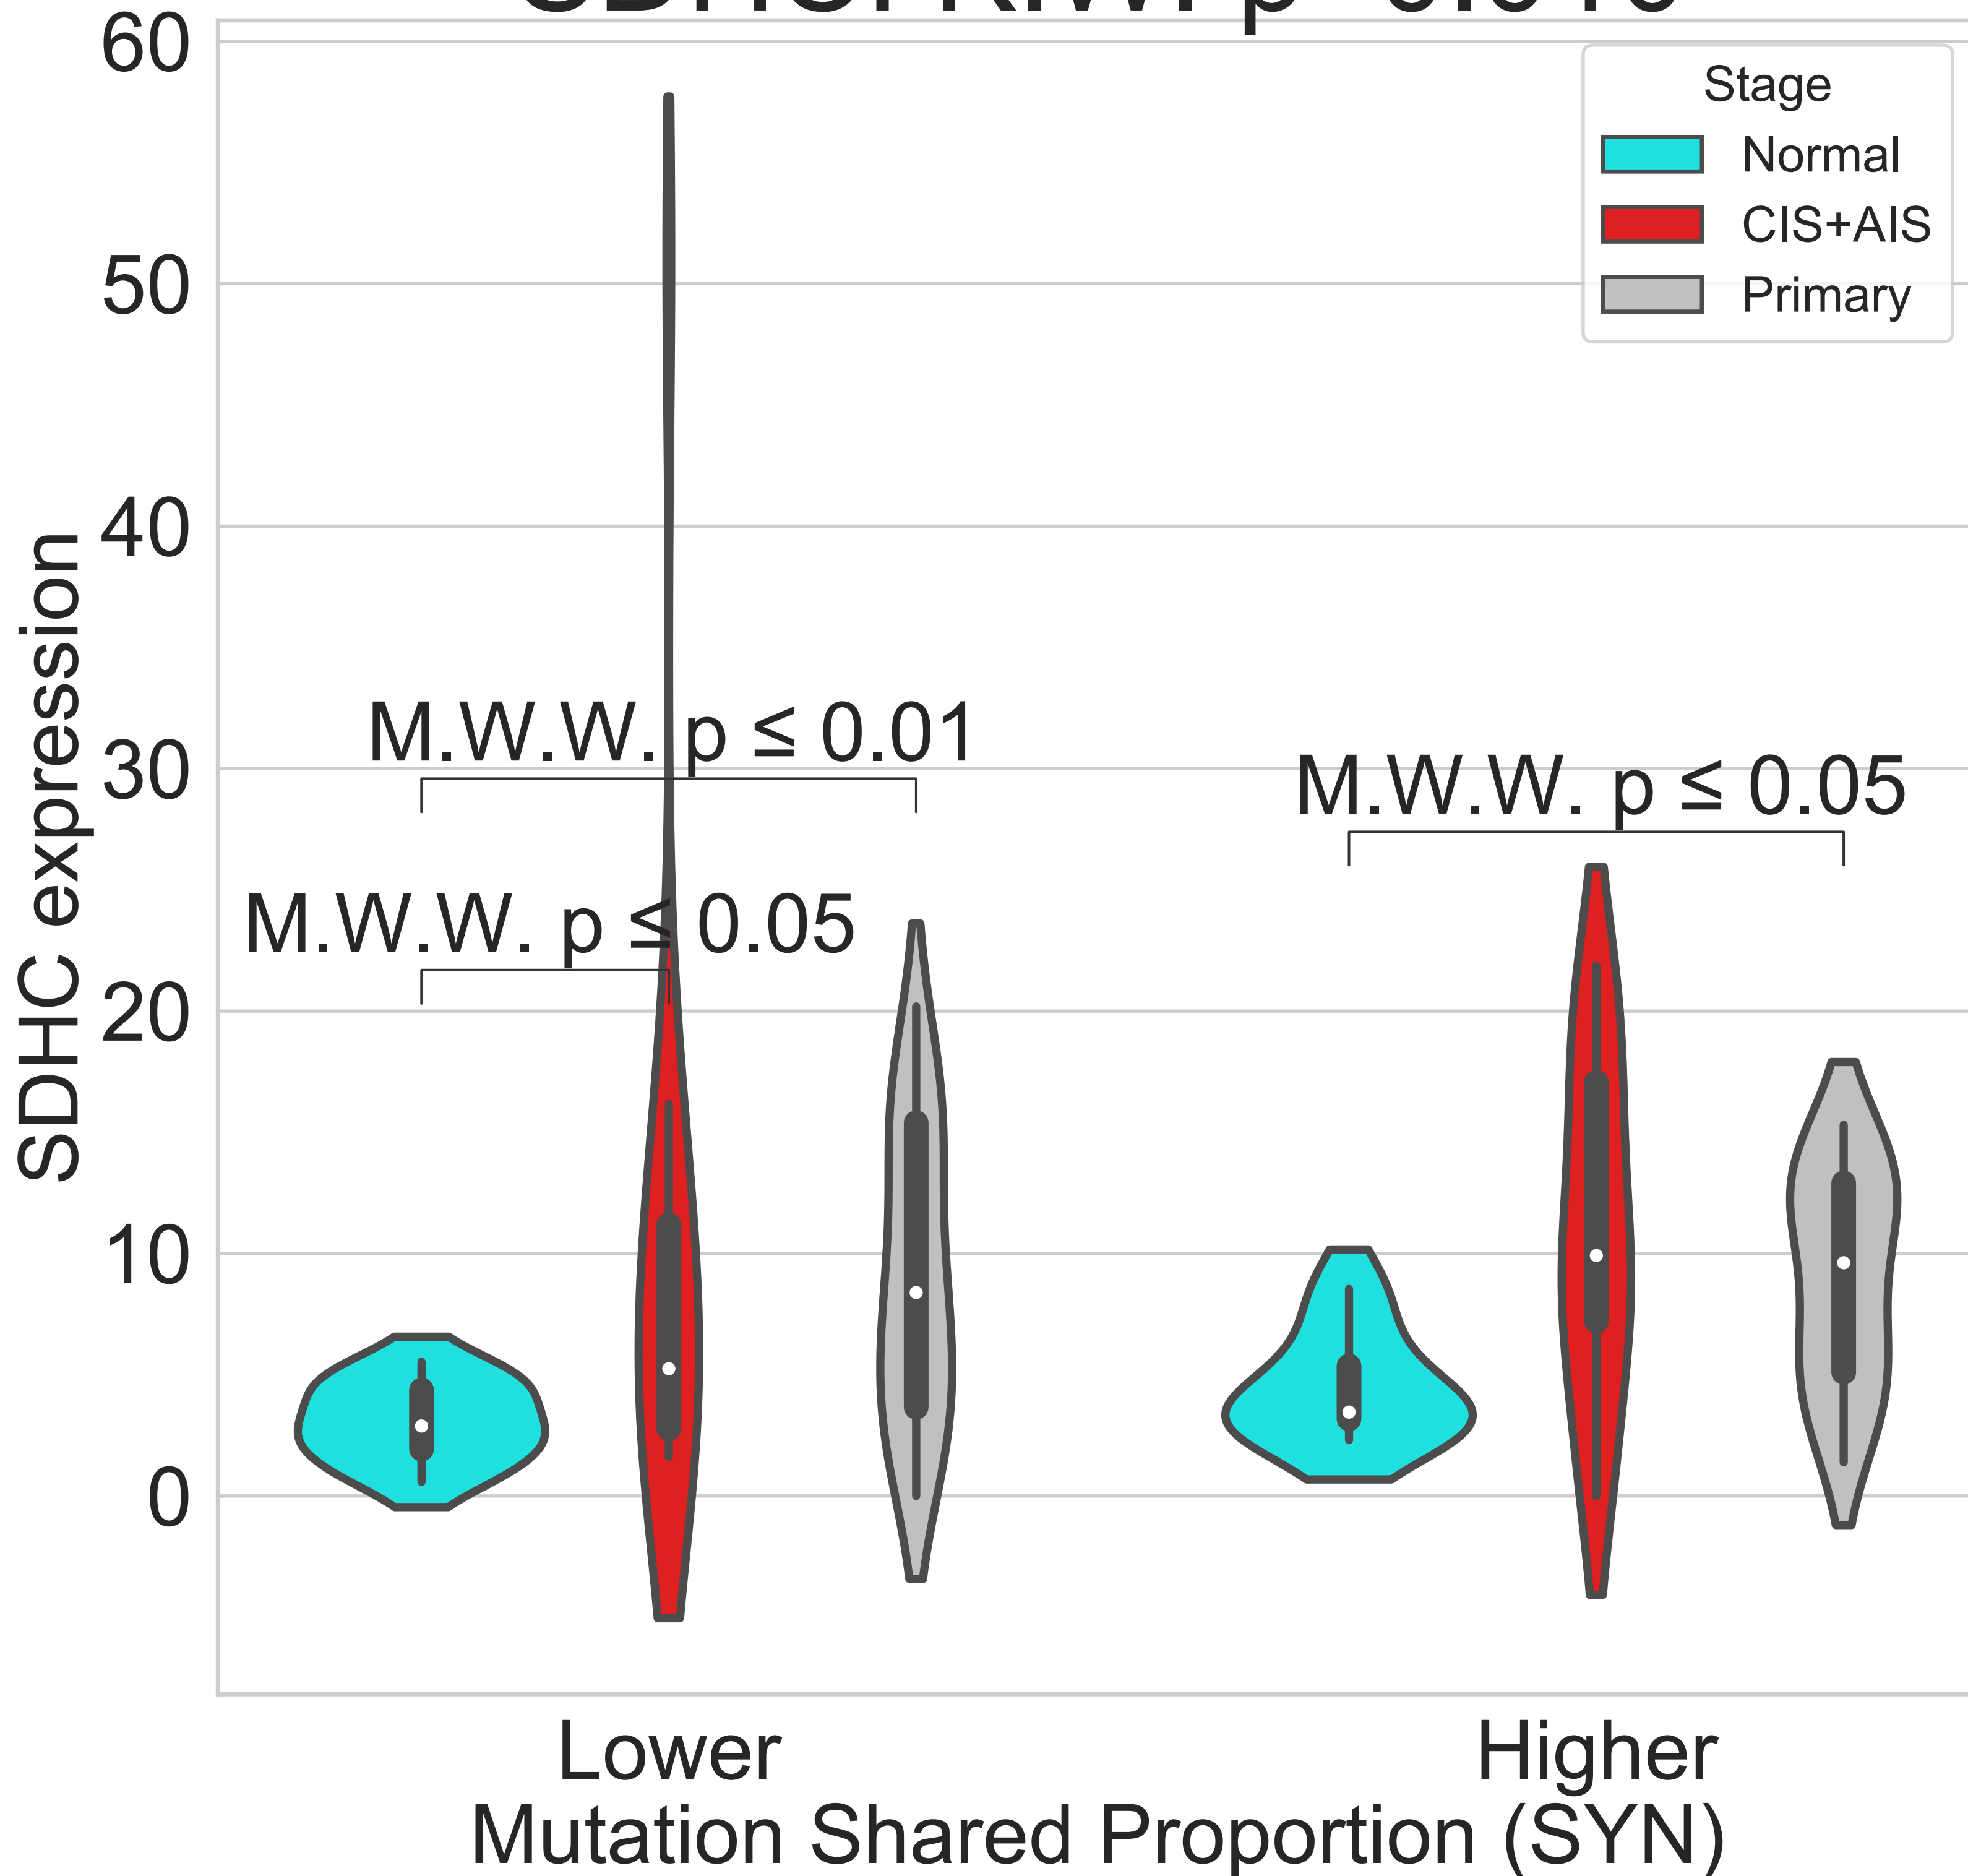 60
50
40
30
20
10
0
SDHC expression
Stage
Normal
CIS+AIS
Primary
M.W.W. p ≤ 0.01
M.W.W. p ≤ 0.05
M.W.W. p ≤ 0.05
Lower
Higher
Mutation Shared Proportion (SYN)